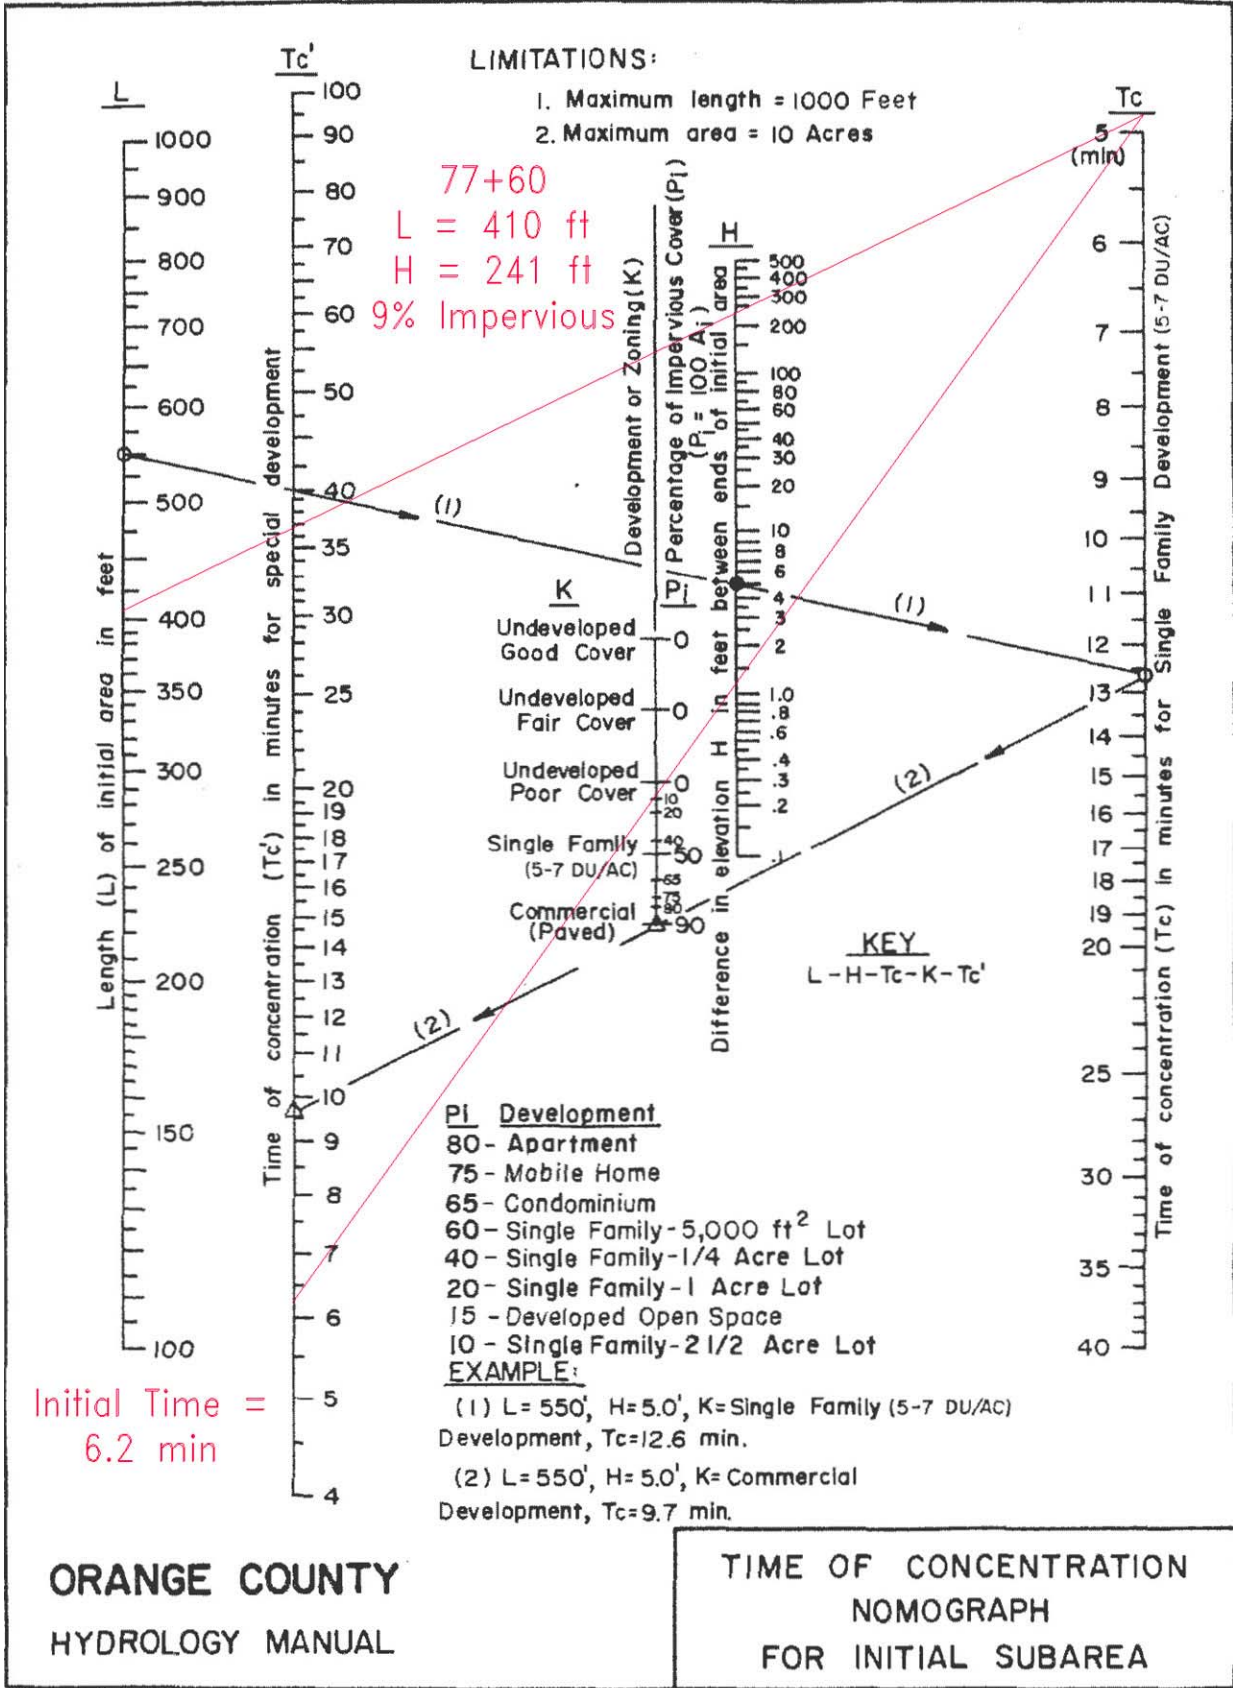 LIMITATIONS:
1. Maximum length = 1000 Feet
2. Maximum area = 10 Acres
L
Tc'
Tc
77+60
L = 410 ft
H = 241 ft
9% Impervious
1000
900
800
700
600
500
400
350
300
250
200
150
100
Length (L) of initial area in feet
100
90
80
70
60
50
40
35
30
25
20
19
18
17
16
15
14
13
12
11
10
9
8
7
6
5
4
Time of concentration (Tc') in minutes for special development
Development or Zoning (K)
Percentage of Impervious Cover (Pi)
(Pi = 100 Ai)
K
Pi
Undeveloped
Good Cover
0
Undeveloped
Fair Cover
0
Undeveloped
Poor Cover
0
10
20
40
Single Family
(5-7 DU/AC)
50
65
75
80
Commercial
(Paved)
90
H
500
400
300
200
100
80
60
40
30
20
10
8
6
4
3
2
1.0
.8
.6
.4
.3
.2
.1
Difference in elevation H in feet between ends of initial area
(1)
(1)
(2)
(2)
5
(min)
6
7
8
9
10
11
12
13
14
15
16
17
18
19
20
25
30
35
40
Time of concentration (Tc) in minutes for Single Family Development (5-7 DU/AC)
KEY
L-H-Tc-K-Tc'
Pi Development
80- Apartment
75- Mobile Home
65- Condominium
60- Single Family-5,000 ft² Lot
40- Single Family-1/4 Acre Lot
20- Single Family-1 Acre Lot
15 -Developed Open Space
10 - Single Family-2 1/2 Acre Lot
EXAMPLE:
(1) L=550', H=5.0', K=Single Family (5-7 DU/AC)
Development, Tc=12.6 min.
(2) L=550', H=5.0', K=Commercial
Development, Tc=9.7 min.
Initial Time =
6.2 min
ORANGE COUNTY
HYDROLOGY MANUAL
TIME OF CONCENTRATION
NOMOGRAPH
FOR INITIAL SUBAREA